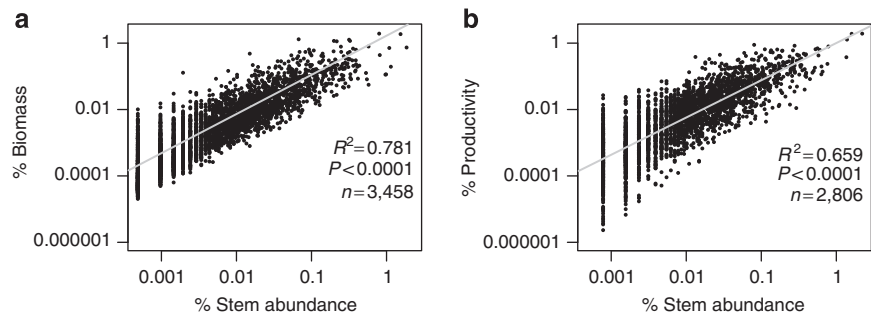 a
% Biomass
1
0.01
0.0001
0.000001
R²=0.781
P<0.0001
n=3,458
0.001
0.01
0.1
1
% Stem abundance
b
% Productivity
1
0.01
0.0001
0.000001
R²=0.659
P<0.0001
n=2,806
0.001
0.01
0.1
1
% Stem abundance